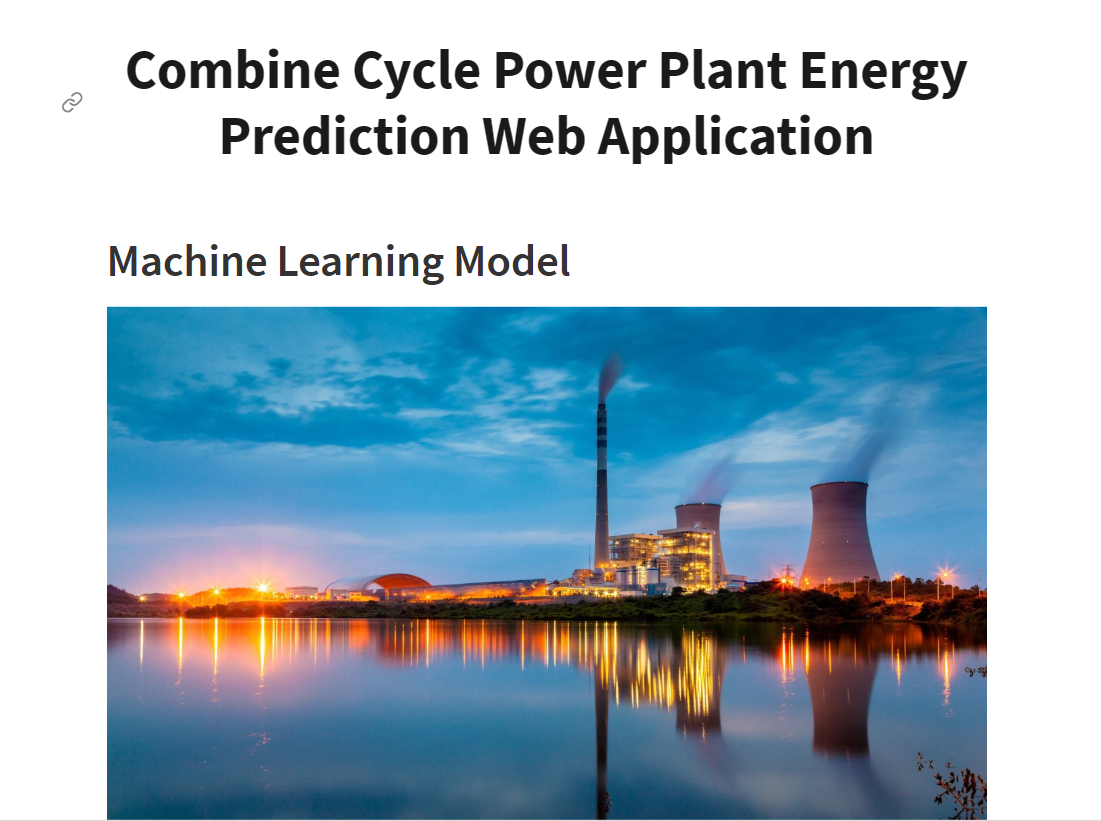 Combine Cycle Power Plant Energy
Prediction Web Application
Machine Learning Model